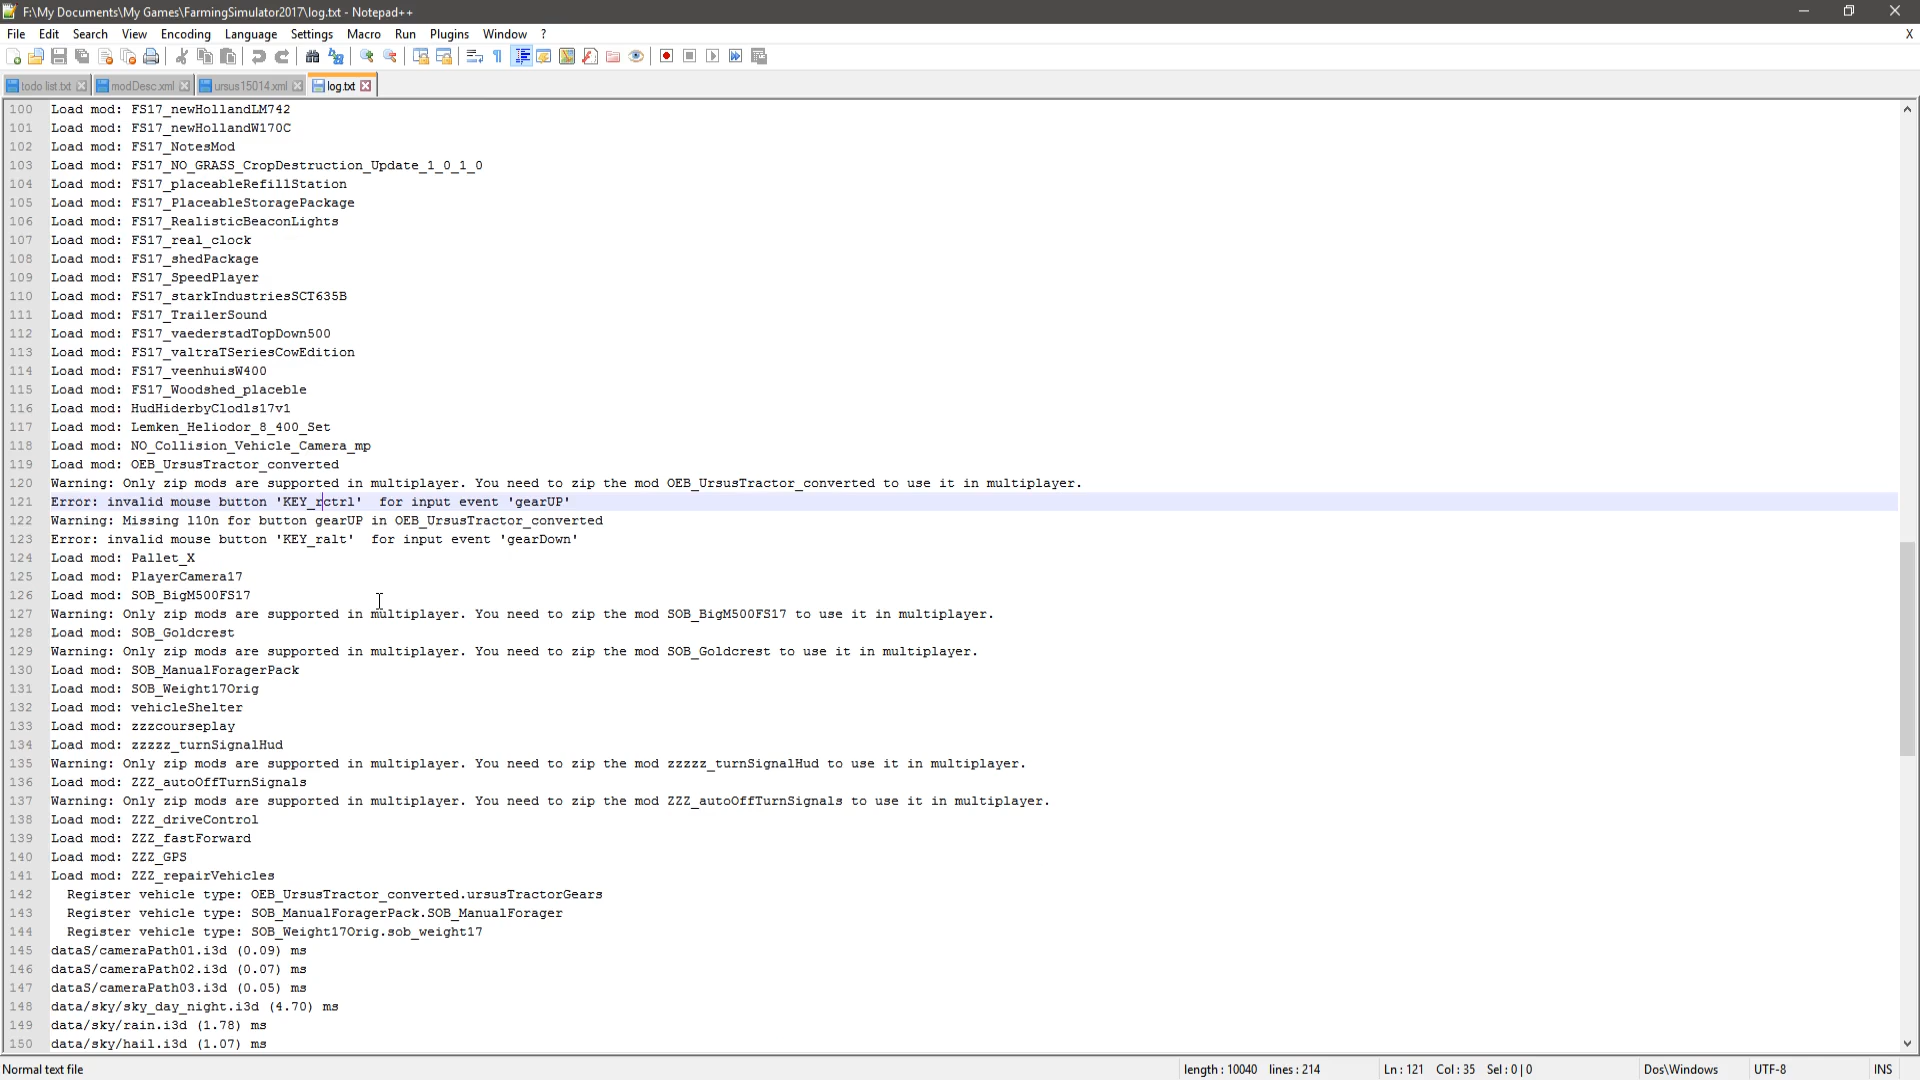 F:\My Documents\My Games\FarmingSimulator2017\log.txt - Notepad++
File Edit Search View Encoding Language Settings Macro Run Plugins Window ? X
todo list.txt modDesc.xml ursus15014.xml log.txt
100 Load mod: FS17_newHollandLM742
101 Load mod: FS17_newHollandW170C
102 Load mod: FS17_NotesMod
103 Load mod: FS17_NO_GRASS_CropDestruction_Update_1_0_1_0
104 Load mod: FS17_placeableRefillStation
105 Load mod: FS17_PlaceableStoragePackage
106 Load mod: FS17_RealisticBeaconLights
107 Load mod: FS17_real_clock
108 Load mod: FS17_shedPackage
109 Load mod: FS17_SpeedPlayer
110 Load mod: FS17_starkIndustriesSCT635B
111 Load mod: FS17_TrailerSound
112 Load mod: FS17_vaederstadTopDown500
113 Load mod: FS17_valtraTSeriesCowEdition
114 Load mod: FS17_veenhuisW400
115 Load mod: FS17_Woodshed_placeble
116 Load mod: HudHiderbyClodls17v1
117 Load mod: Lemken_Heliodor_8_400_Set
118 Load mod: NO_Collision_Vehicle_Camera_mp
119 Load mod: OEB_UrsusTractor_converted
120 Warning: Only zip mods are supported in multiplayer. You need to zip the mod OEB_UrsusTractor_converted to use it in multiplayer.
121 Error: invalid mouse button 'KEY_rctrl'  for input event 'gearUP'
122 Warning: Missing l10n for button gearUP in OEB_UrsusTractor_converted
123 Error: invalid mouse button 'KEY_ralt'  for input event 'gearDown'
124 Load mod: Pallet_X
125 Load mod: PlayerCamera17
126 Load mod: SOB_BigM500FS17
127 Warning: Only zip mods are supported in multiplayer. You need to zip the mod SOB_BigM500FS17 to use it in multiplayer.
128 Load mod: SOB_Goldcrest
129 Warning: Only zip mods are supported in multiplayer. You need to zip the mod SOB_Goldcrest to use it in multiplayer.
130 Load mod: SOB_ManualForagerPack
131 Load mod: SOB_Weight17Orig
132 Load mod: vehicleShelter
133 Load mod: zzzcourseplay
134 Load mod: zzzzz_turnSignalHud
135 Warning: Only zip mods are supported in multiplayer. You need to zip the mod zzzzz_turnSignalHud to use it in multiplayer.
136 Load mod: ZZZ_autoOffTurnSignals
137 Warning: Only zip mods are supported in multiplayer. You need to zip the mod ZZZ_autoOffTurnSignals to use it in multiplayer.
138 Load mod: ZZZ_driveControl
139 Load mod: ZZZ_fastForward
140 Load mod: ZZZ_GPS
141 Load mod: ZZZ_repairVehicles
142   Register vehicle type: OEB_UrsusTractor_converted.ursusTractorGears
143   Register vehicle type: SOB_ManualForagerPack.SOB_ManualForager
144   Register vehicle type: SOB_Weight17Orig.sob_weight17
145 dataS/cameraPath01.i3d (0.09) ms
146 dataS/cameraPath02.i3d (0.07) ms
147 dataS/cameraPath03.i3d (0.05) ms
148 data/sky/sky_day_night.i3d (4.70) ms
149 data/sky/rain.i3d (1.78) ms
150 data/sky/hail.i3d (1.07) ms
Normal text file length : 10040 lines : 214 Ln : 121 Col : 35 Sel : 0 | 0 Dos\Windows UTF-8 INS